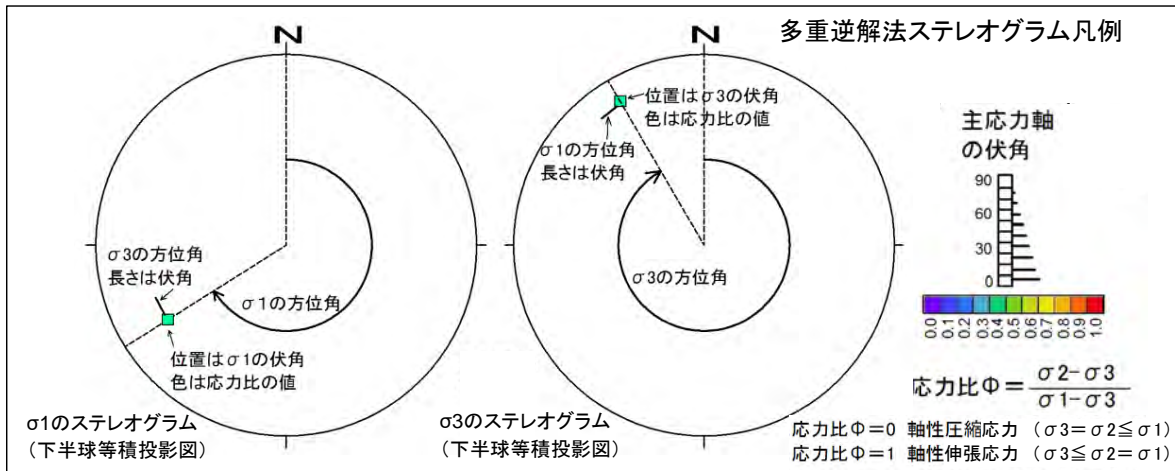 多重逆解法ステレオグラム凡例
N
σ3の方位角
長さは伏角
σ1の方位角
位置はσ1の伏角
色は応力比の値
σ1のステレオグラム
(下半球等積投影図)
N
位置はσ3の伏角
色は応力比の値
σ1の方位角
長さは伏角
σ3の方位角
σ3のステレオグラム
(下半球等積投影図)
主応力軸
の伏角
90
60
30
0
0.0 0.1 0.2 0.3 0.4 0.5 0.6 0.7 0.8 0.9 1.0
応力比Φ=σ2-σ3/σ1-σ3
応力比Φ=0 軸性圧縮応力 (σ3=σ2≦σ1)
応力比Φ=1 軸性伸張応力 (σ3≦σ2=σ1)